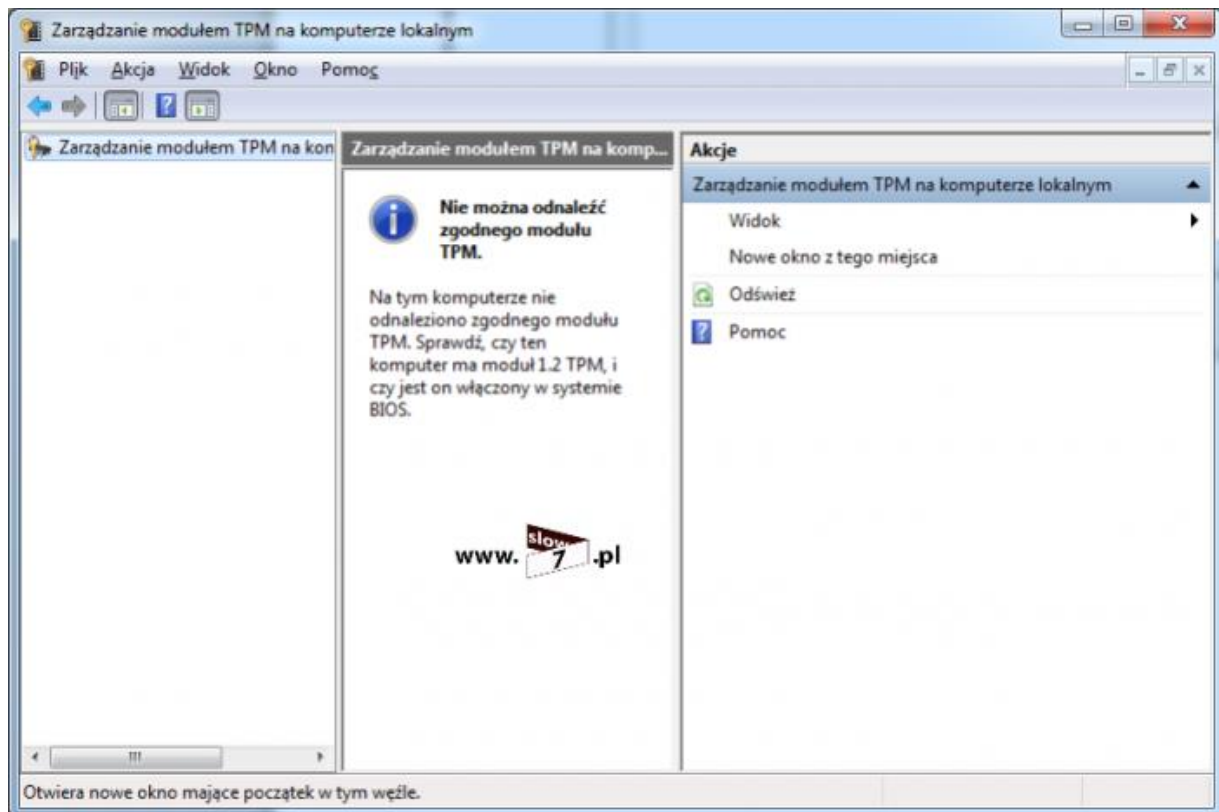 Zarządzanie modułem TPM na komputerze lokalnym
Plik Akcja Widok Okno Pomoc
Zarządzanie modułem TPM na kon
Zarządzanie modułem TPM na komp...
Nie można odnaleźć
zgodnego modułu
TPM.
Na tym komputerze nie
odnaleziono zgodnego modułu
TPM. Sprawdź, czy ten
komputer ma moduł 1.2 TPM, i
czy jest on włączony w systemie
BIOS.
www.slow7.pl
Akcje
Zarządzanie modułem TPM na komputerze lokalnym
Widok
Nowe okno z tego miejsca
Odśwież
Pomoc
Otwiera nowe okno mające początek w tym węźle.